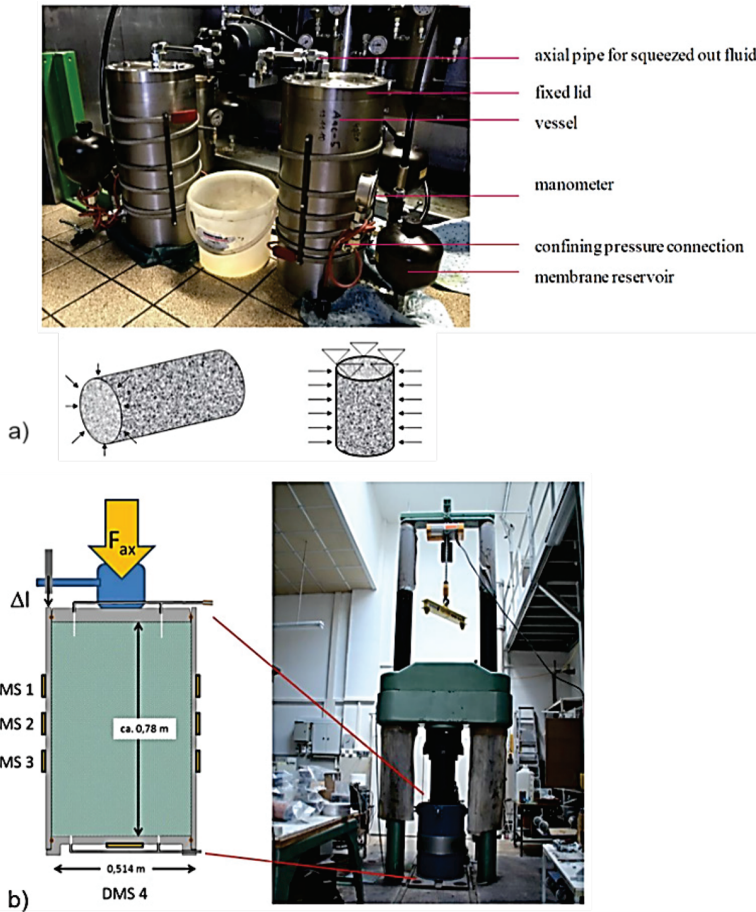 axial pipe for squeezed out fluid
fixed lid
vessel
manometer
confining pressure connection
membrane reservoir
a)
F_ax
Δl
MS 1
MS 2
MS 3
ca. 0,78 m
0,514 m
DMS 4
b)